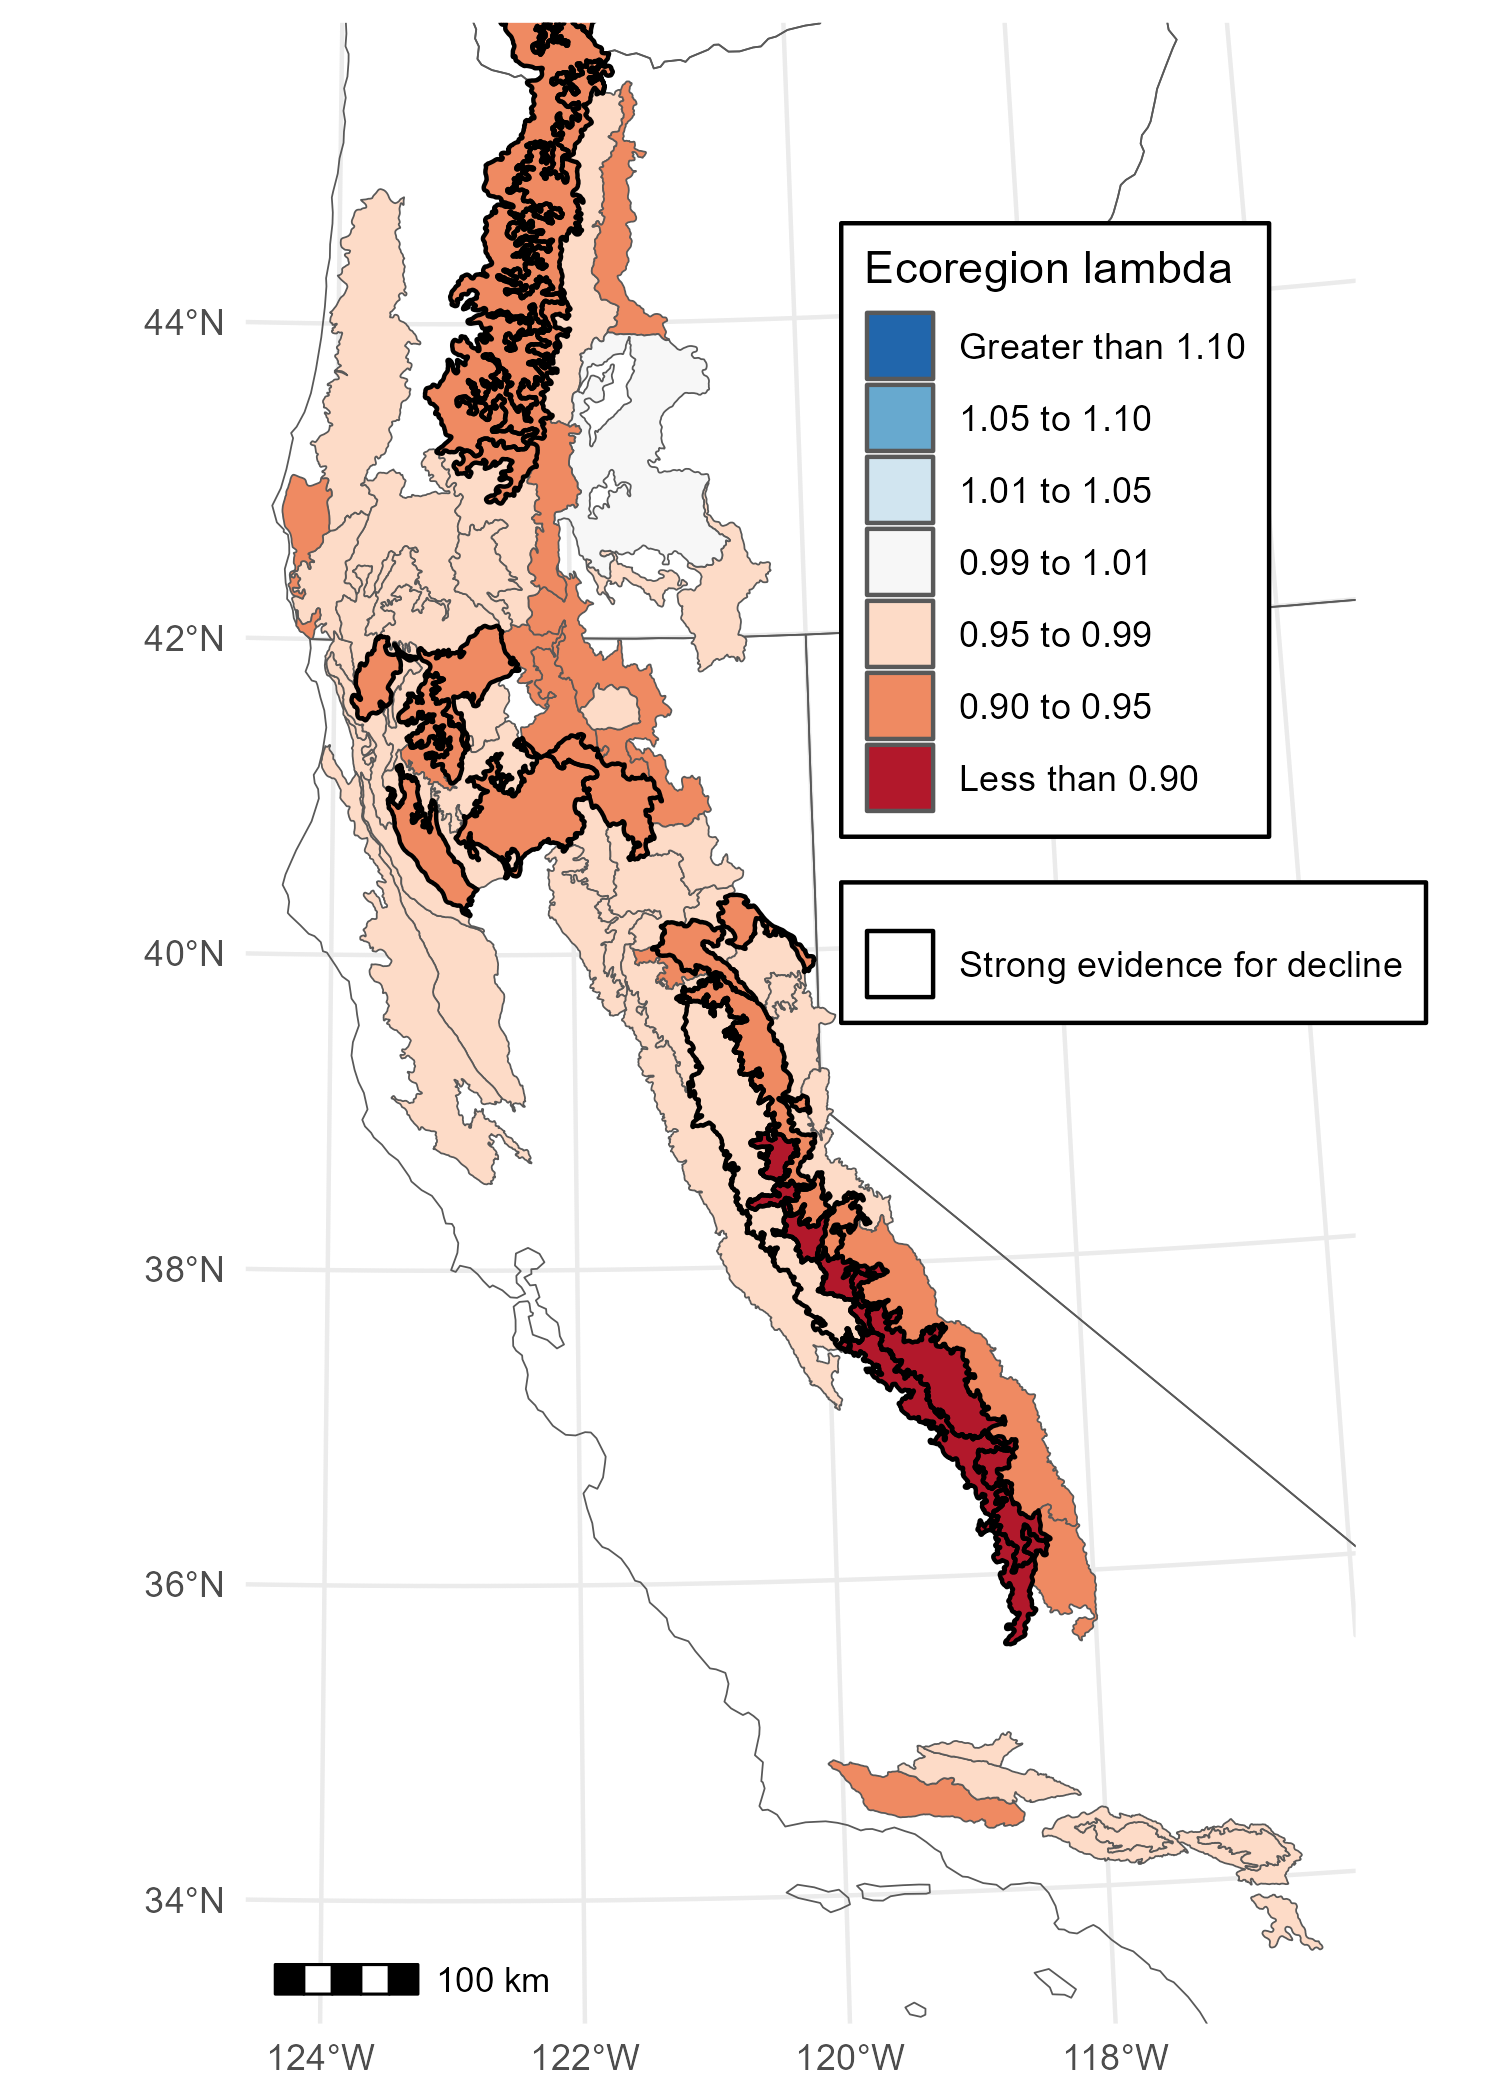 44°N
42°N
40°N
38°N
36°N
34°N
Ecoregion lambda
Greater than 1.10
1.05 to 1.10
1.01 to 1.05
0.99 to 1.01
0.95 to 0.99
0.90 to 0.95
Less than 0.90
Strong evidence for decline
100 km
124°W
122°W
120°W
118°W